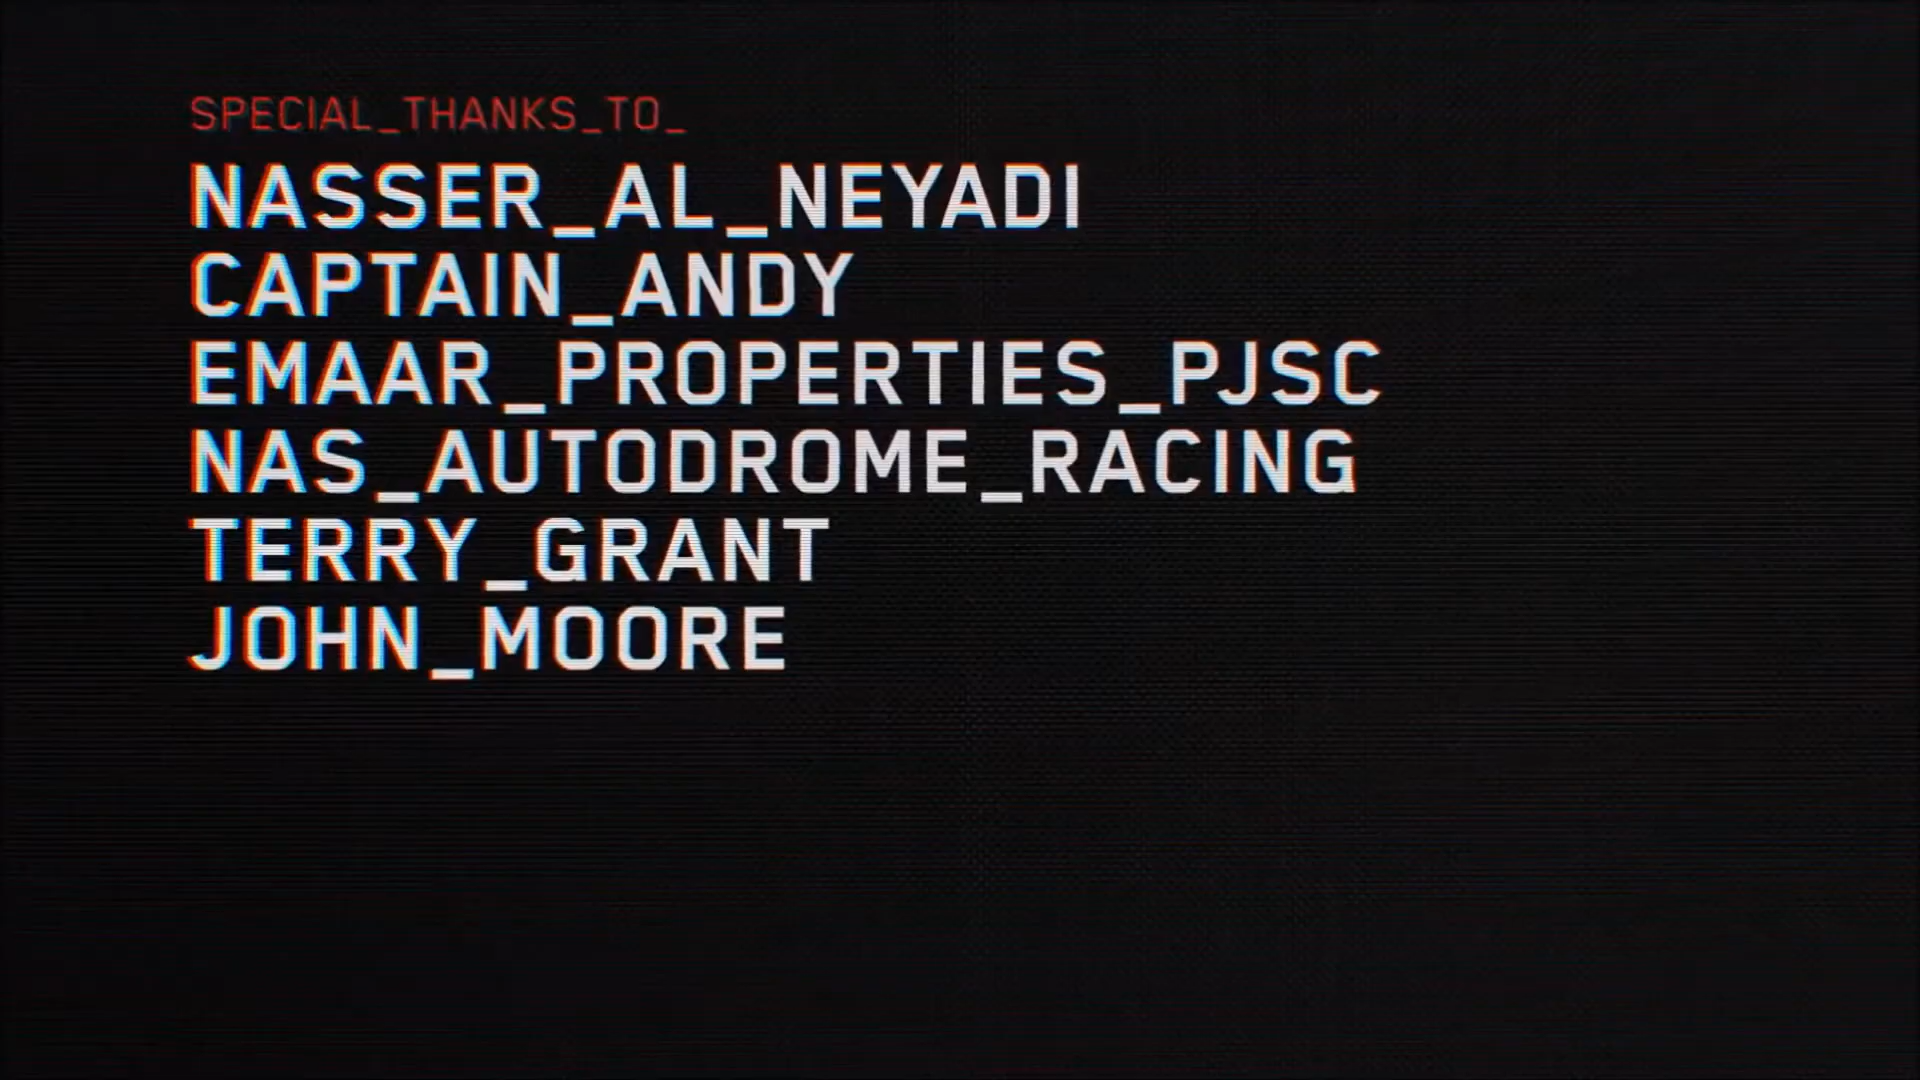 SPECIAL_THANKS_TO_
NASSER_AL_NEYADI
CAPTAIN_ANDY
EMAAR_PROPERTIES_PJSC
NAS_AUTODROME_RACING
TERRY_GRANT
JOHN_MOORE